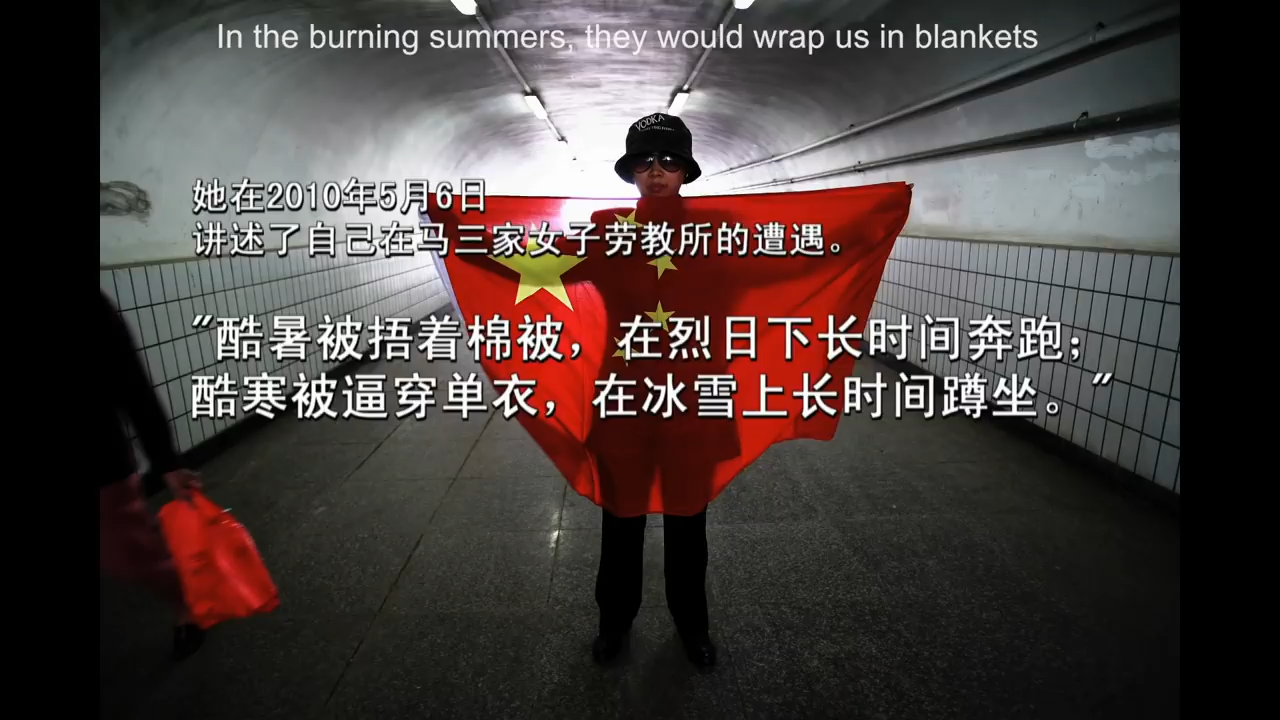 In the burning summers, they would wrap us in blankets
VODKA
她在2010年5月6日
讲述了自己在马三家女子劳教所的遭遇。
"酷暑被捂着棉被，在烈日下长时间奔跑；
酷寒被逼穿单衣，在冰雪上长时间蹲坐。"